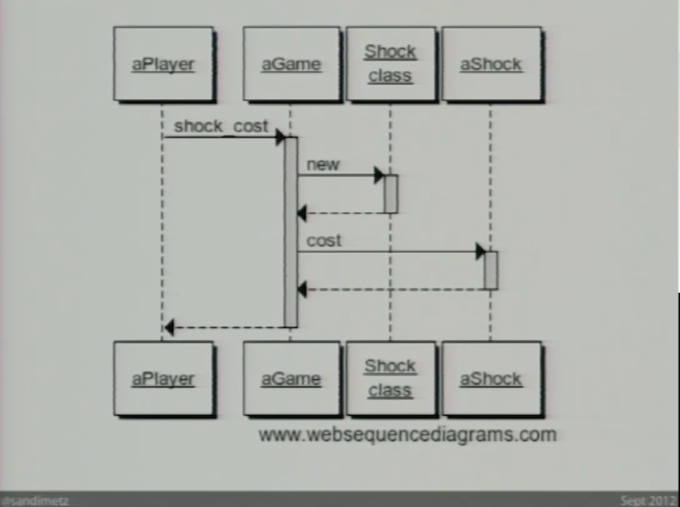 aPlayer
aGame
Shock
class
aShock
shock_cost
new
cost
aPlayer
aGame
Shock
class
aShock
www.websequencediagrams.com
@sandimetz
Sept 2012